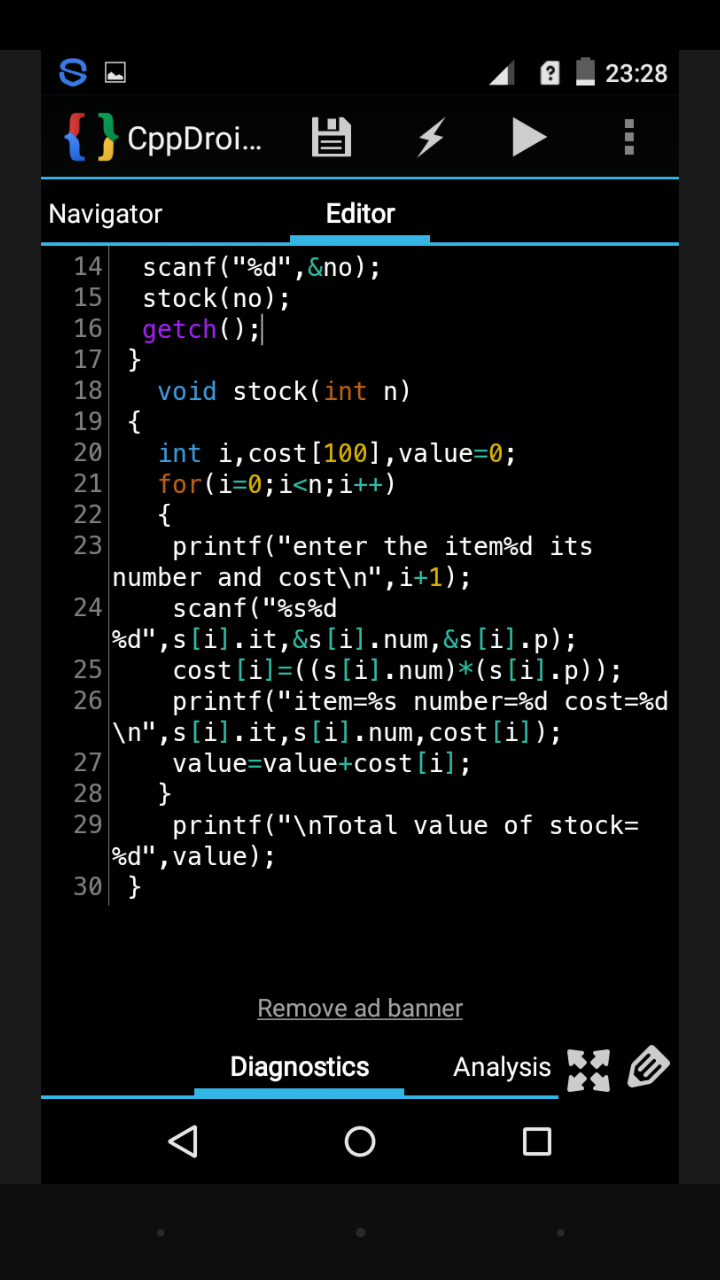 23:28
CppDroi...
Navigator Editor
14 scanf("%d",&no);
15 stock(no);
16 getch();
17 }
18 void stock(int n)
19 {
20 int i,cost[100],value=0;
21 for(i=0;i<n;i++)
22 {
23 printf("enter the item%d its
number and cost\n",i+1);
24 scanf("%s%d
%d",s[i].it,&s[i].num,&s[i].p);
25 cost[i]=((s[i].num)*(s[i].p));
26 printf("item=%s number=%d cost=%d
\n",s[i].it,s[i].num,cost[i]);
27 value=value+cost[i];
28 }
29 printf("\nTotal value of stock=
%d",value);
30 }
Remove ad banner
Diagnostics Analysis